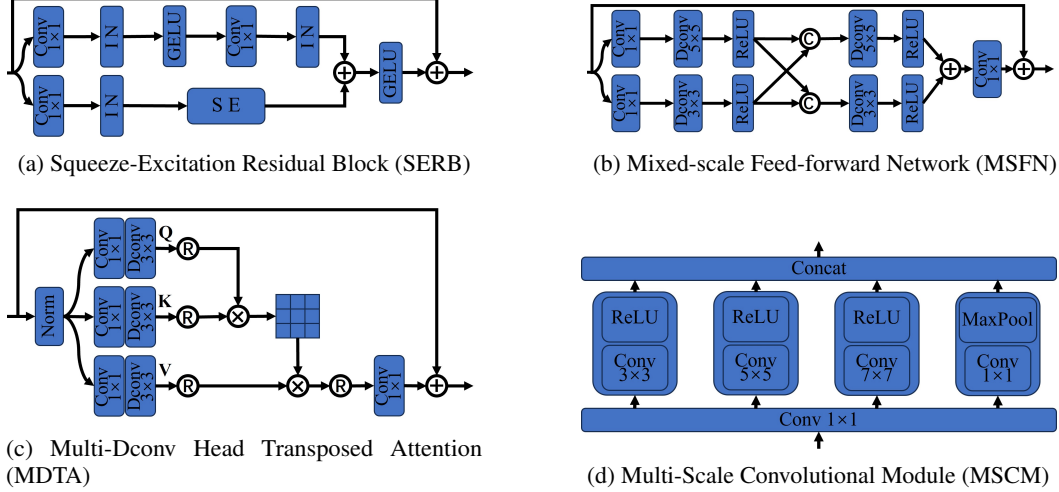 Conv 1×1
IN
GELU
Conv 1×1
IN
GELU
Conv 1×1
IN
SE
(a) Squeeze-Excitation Residual Block (SERB)
Conv 1×1
Dconv 5×5
ReLU
C
Dconv 5×5
ReLU
Conv 1×1
Conv 1×1
Dconv 3×3
ReLU
C
Dconv 3×3
ReLU
(b) Mixed-scale Feed-forward Network (MSFN)
Norm
Conv 1×1
Dconv 3×3
Q
R
Conv 1×1
Dconv 3×3
K
R
Conv 1×1
Dconv 3×3
V
R
R
Conv 1×1
(c) Multi-Dconv Head Transposed Attention
(MDTA)
Concat
ReLU
ReLU
ReLU
MaxPool
Conv
3×3
Conv
5×5
Conv
7×7
Conv
1×1
Conv 1×1
(d) Multi-Scale Convolutional Module (MSCM)